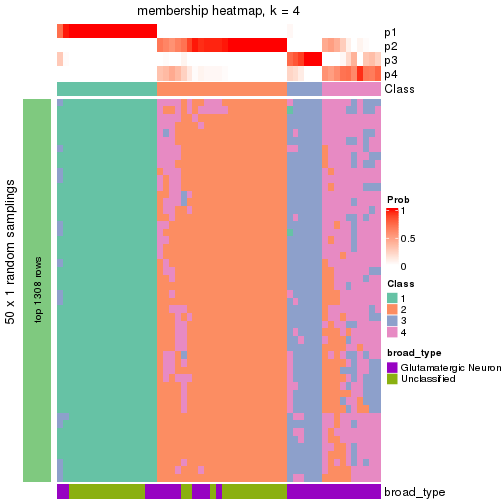 membership heatmap, k = 4
p1
p2
p3
p4
Class
50 x 1 random samplings
top 1308 rows
Prob
1
0.5
0
Class
1
2
3
4
broad_type
Glutamatergic Neuron
Unclassified
broad_type